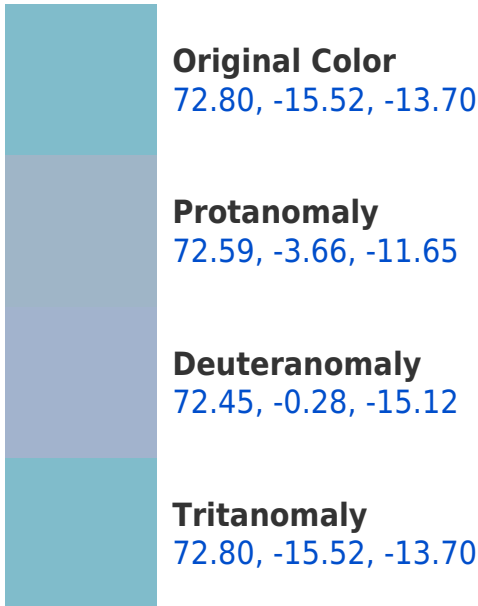 Original Color
72.80, -15.52, -13.70
Protanomaly
72.59, -3.66, -11.65
Deuteranomaly
72.45, -0.28, -15.12
Tritanomaly
72.80, -15.52, -13.70